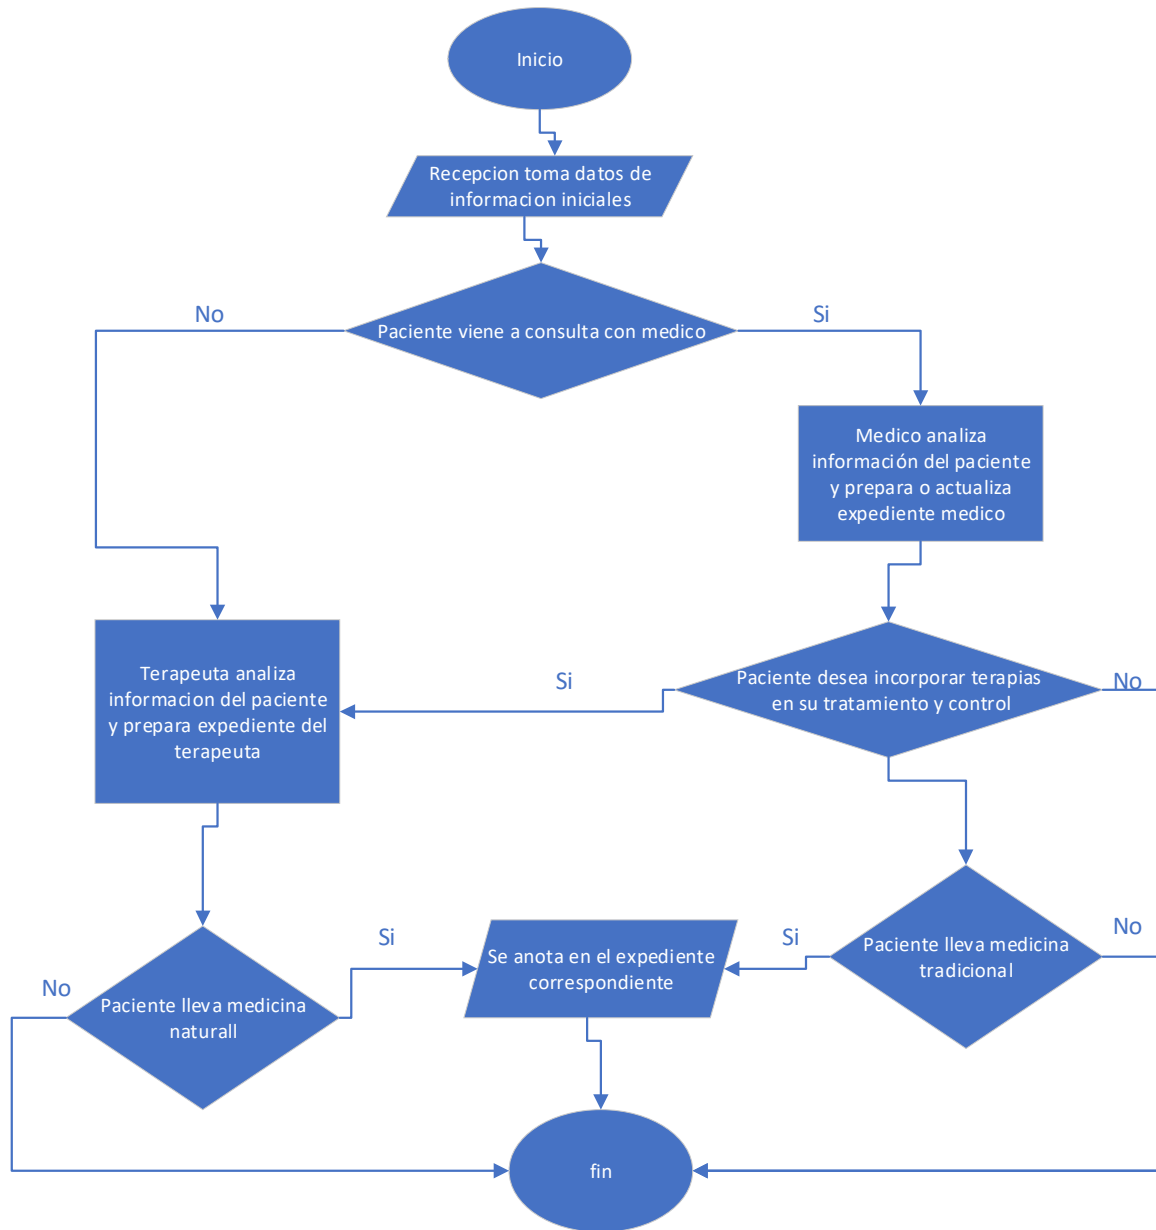 Inicio
Recepcion toma datos de
informacion iniciales
No
Si
Paciente viene a consulta con medico
Medico analiza
información del paciente
y prepara o actualiza
expediente medico
Terapeuta analiza
informacion del paciente
y prepara expediente del
terapeuta
Si
Paciente desea incorporar terapias
en su tratamiento y control
No
Si
Se anota en el expediente
correspondiente
Si
Paciente lleva medicina
tradicional
No
No
Paciente lleva medicina
naturall
fin